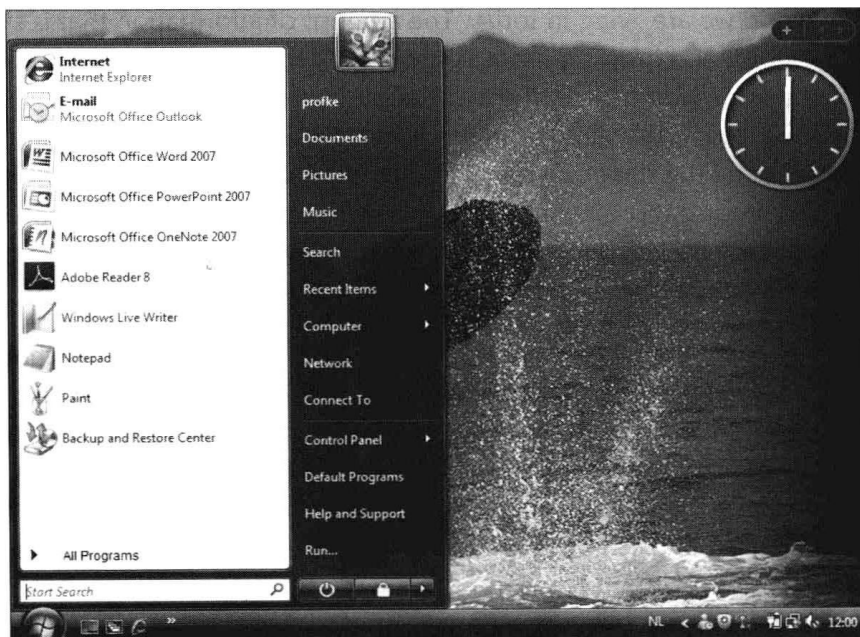 Internet
Internet Explorer
E-mail
Microsoft Office Outlook
Microsoft Office Word 2007
Microsoft Office PowerPoint 2007
Microsoft Office OneNote 2007
Adobe Reader 8
Windows Live Writer
Notepad
Paint
Backup and Restore Center
All Programs
Start Search
profke
Documents
Pictures
Music
Search
Recent Items
Computer
Network
Connect To
Control Panel
Default Programs
Help and Support
Run...
NL
12:00